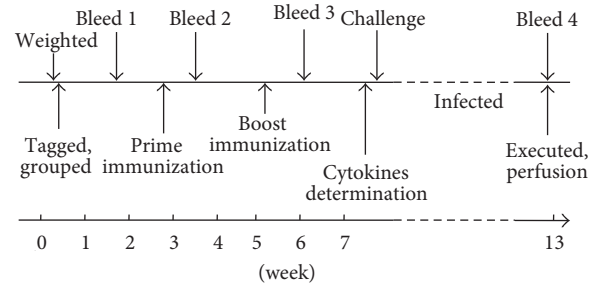 Weighted
Bleed 1
Bleed 2
Bleed 3
Challenge
Bleed 4
Infected
Tagged,
grouped
Prime
immunization
Boost
immunization
Cytokines
determination
Executed,
perfusion
0 1 2 3 4 5 6 7 13
(week)